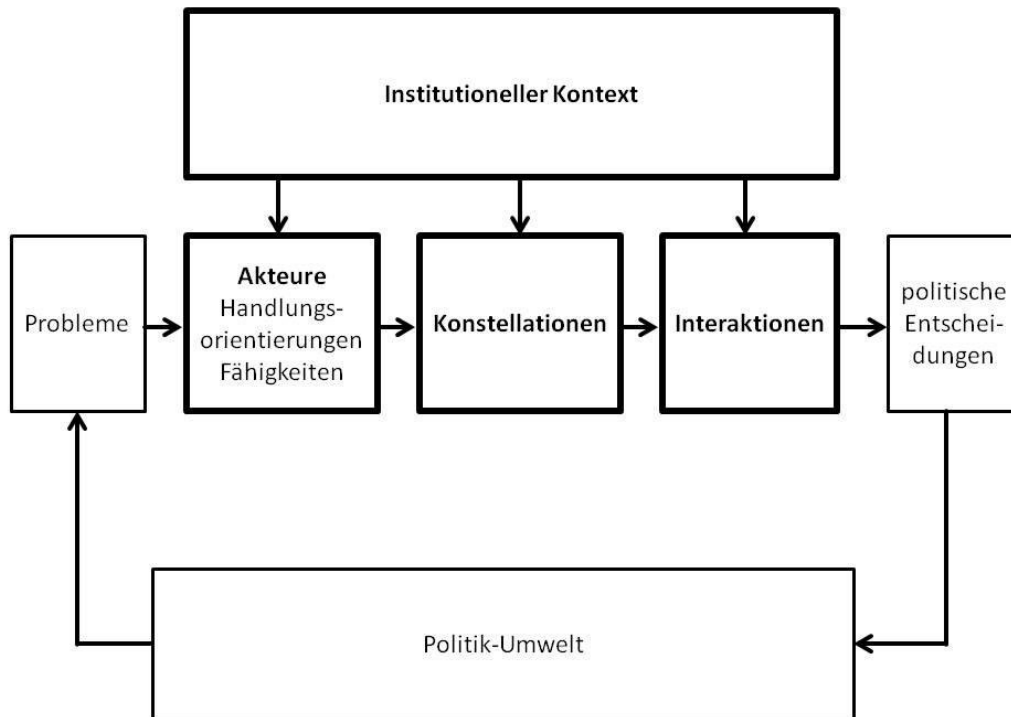 Institutioneller Kontext
Probleme
Akteure
Handlungs-
orientierungen
Fähigkeiten
Konstellationen
Interaktionen
politische
Entschei-
dungen
Politik-Umwelt